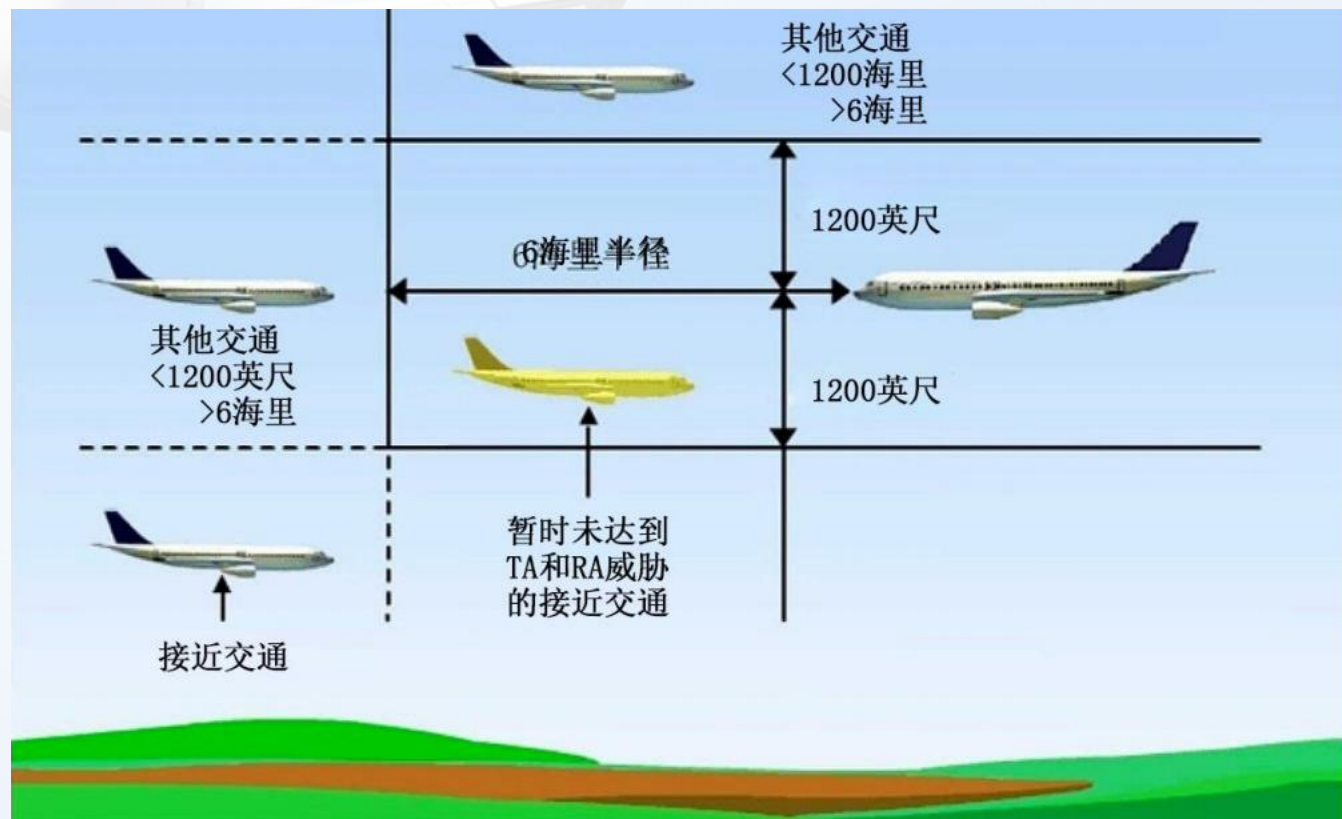 其他交通
<1200海里
>6海里
1200英尺
6海里半径
其他交通
<1200英尺
>6海里
1200英尺
暂时未达到
TA和RA威胁
的接近交通
接近交通